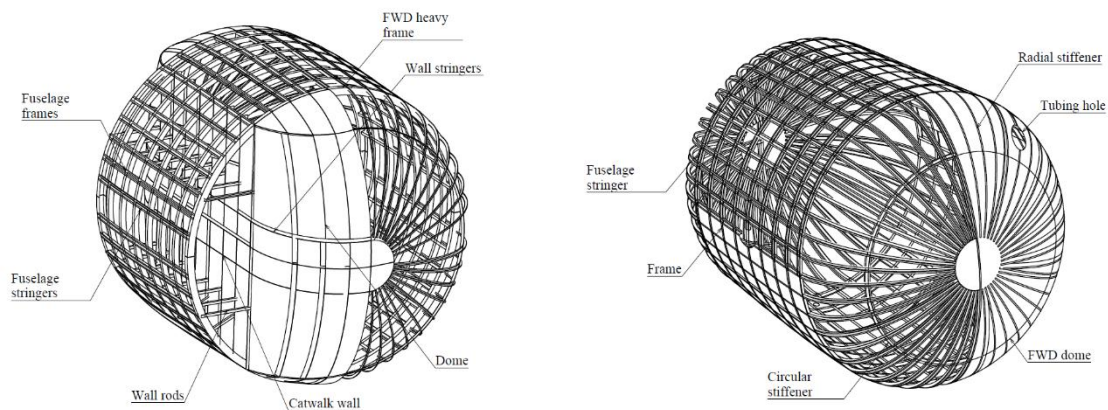 FWD heavy
frame
Wall stringers
Fuselage
frames
Fuselage
stringers
Wall rods
Catwalk wall
Dome
Radial stiffener
Tubing hole
Fuselage
stringer
Frame
Circular
stiffener
FWD dome